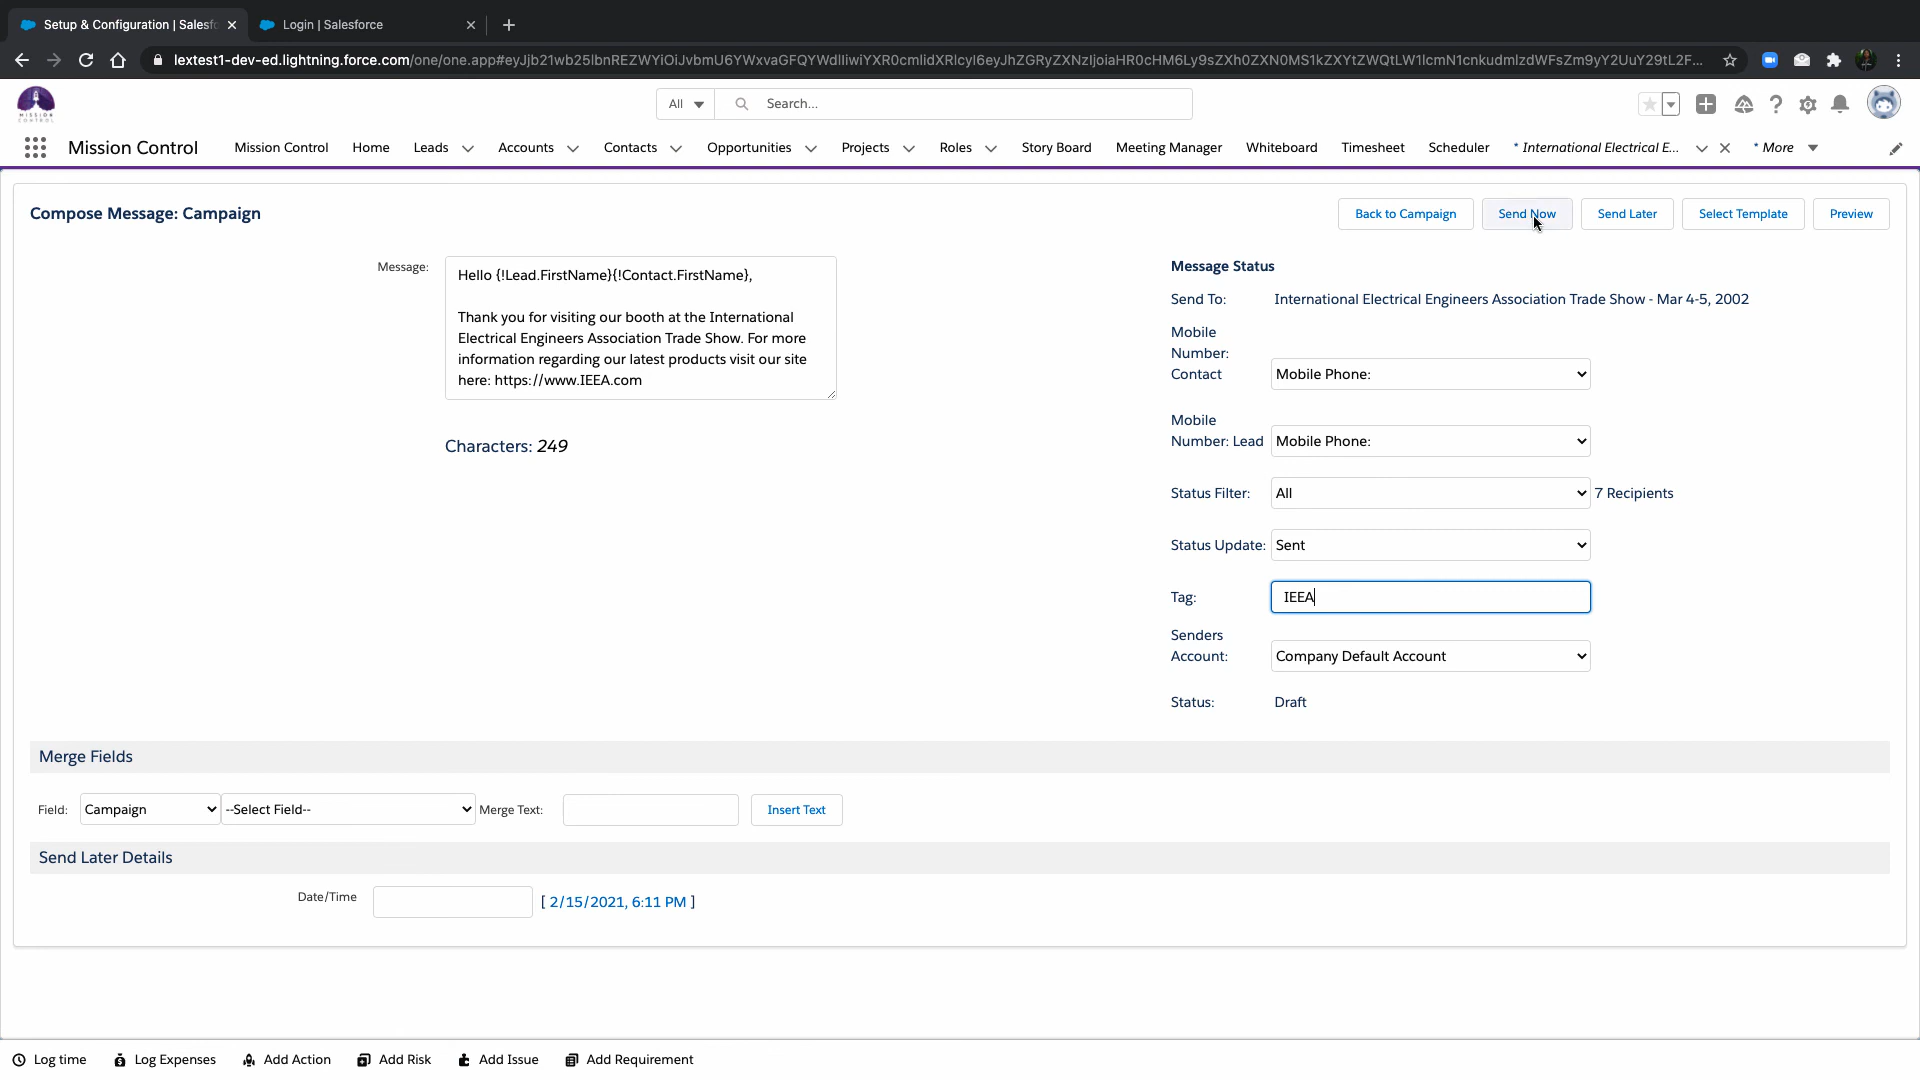 Setup & Configuration | Salesf
Login | Salesforce
lextest1-dev-ed.lightning.force.com
MISSION CONTROL
All
Search...
Mission Control
Mission Control
Home
Leads
Accounts
Contacts
Opportunities
Projects
Roles
Story Board
Meeting Manager
Whiteboard
Timesheet
Scheduler
* International Electrical E...
* More
Compose Message: Campaign
Back to Campaign
Send Now
Send Later
Select Template
Preview
Message:
Hello {!Lead.FirstName}{!Contact.FirstName},
Thank you for visiting our booth at the International
Electrical Engineers Association Trade Show. For more
information regarding our latest products visit our site
here: https://www.IEEA.com
Characters: 249
Message Status
Send To: International Electrical Engineers Association Trade Show - Mar 4-5, 2002
Mobile
Number:
Contact
Mobile Phone:
Mobile
Number: Lead
Mobile Phone:
Status Filter: All 7 Recipients
Status Update: Sent
Tag: IEEA
Senders
Account:
Company Default Account
Status: Draft
Merge Fields
Field: Campaign --Select Field-- Merge Text: Insert Text
Send Later Details
Date/Time [ 2/15/2021, 6:11 PM ]
Log time
Log Expenses
Add Action
Add Risk
Add Issue
Add Requirement